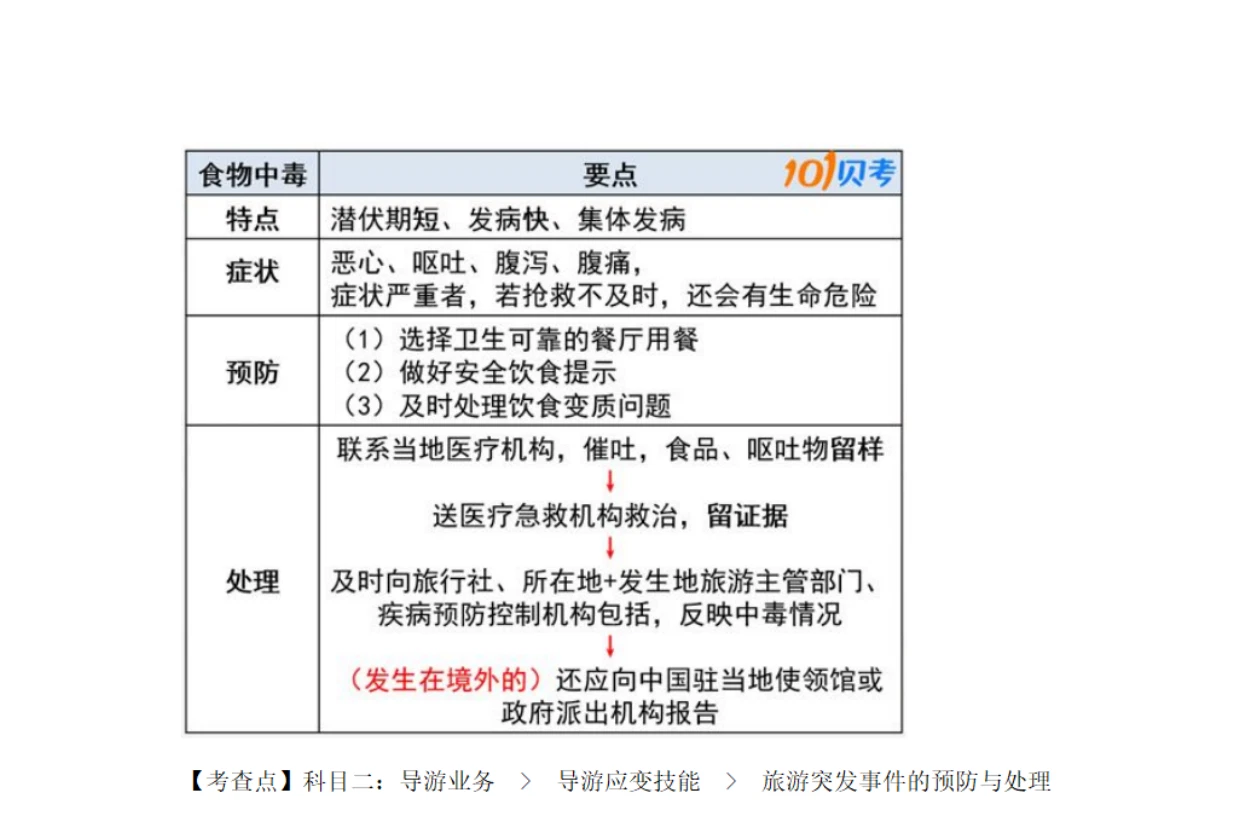 食物中毒 要点 101贝考
特点 潜伏期短、发病快、集体发病
症状 恶心、呕吐、腹泻、腹痛，
症状严重者，若抢救不及时，还会有生命危险
预防 （1）选择卫生可靠的餐厅用餐
（2）做好安全饮食提示
（3）及时处理饮食变质问题
处理 联系当地医疗机构，催吐，食品、呕吐物留样
↓
送医疗急救机构救治，留证据
↓
及时向旅行社、所在地+发生地旅游主管部门、
疾病预防控制机构包括，反映中毒情况
↓
（发生在境外的）还应向中国驻当地使领馆或
政府派出机构报告
【考查点】科目二：导游业务 > 导游应变技能 > 旅游突发事件的预防与处理